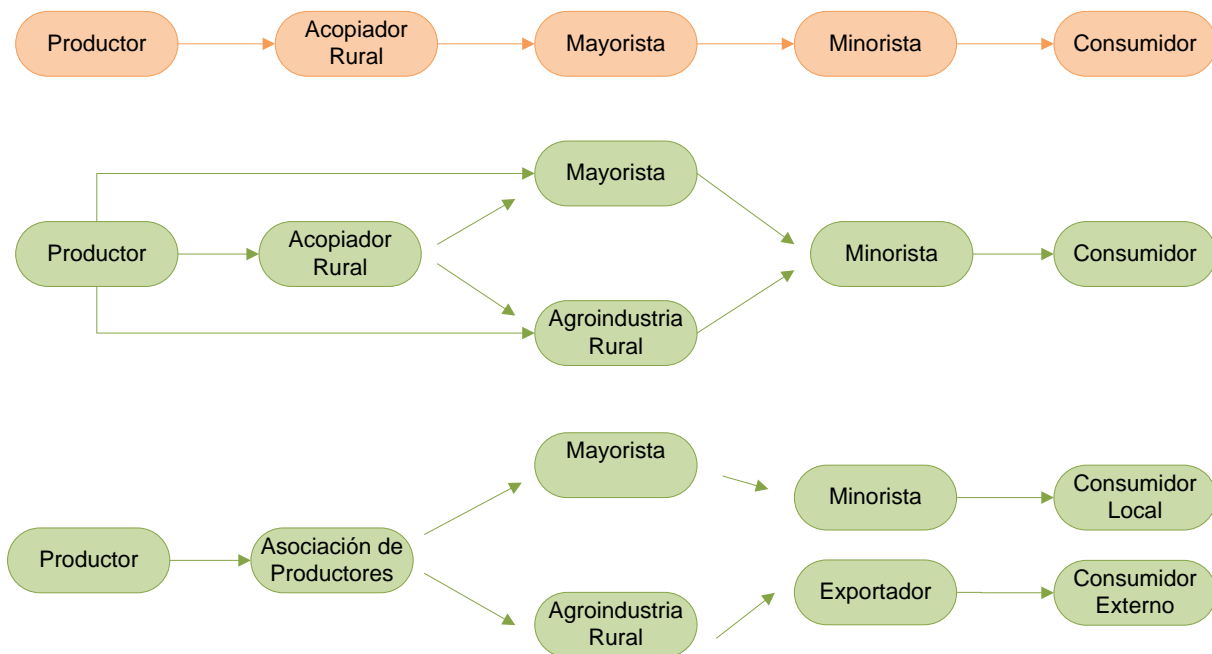 Productor
Acopiador
Rural
Mayorista
Minorista
Consumidor
Mayorista
Productor
Acopiador
Rural
Minorista
Consumidor
Agroindustria
Rural
Mayorista
Minorista
Consumidor
Local
Productor
Asociación de
Productores
Exportador
Consumidor
Externo
Agroindustria
Rural